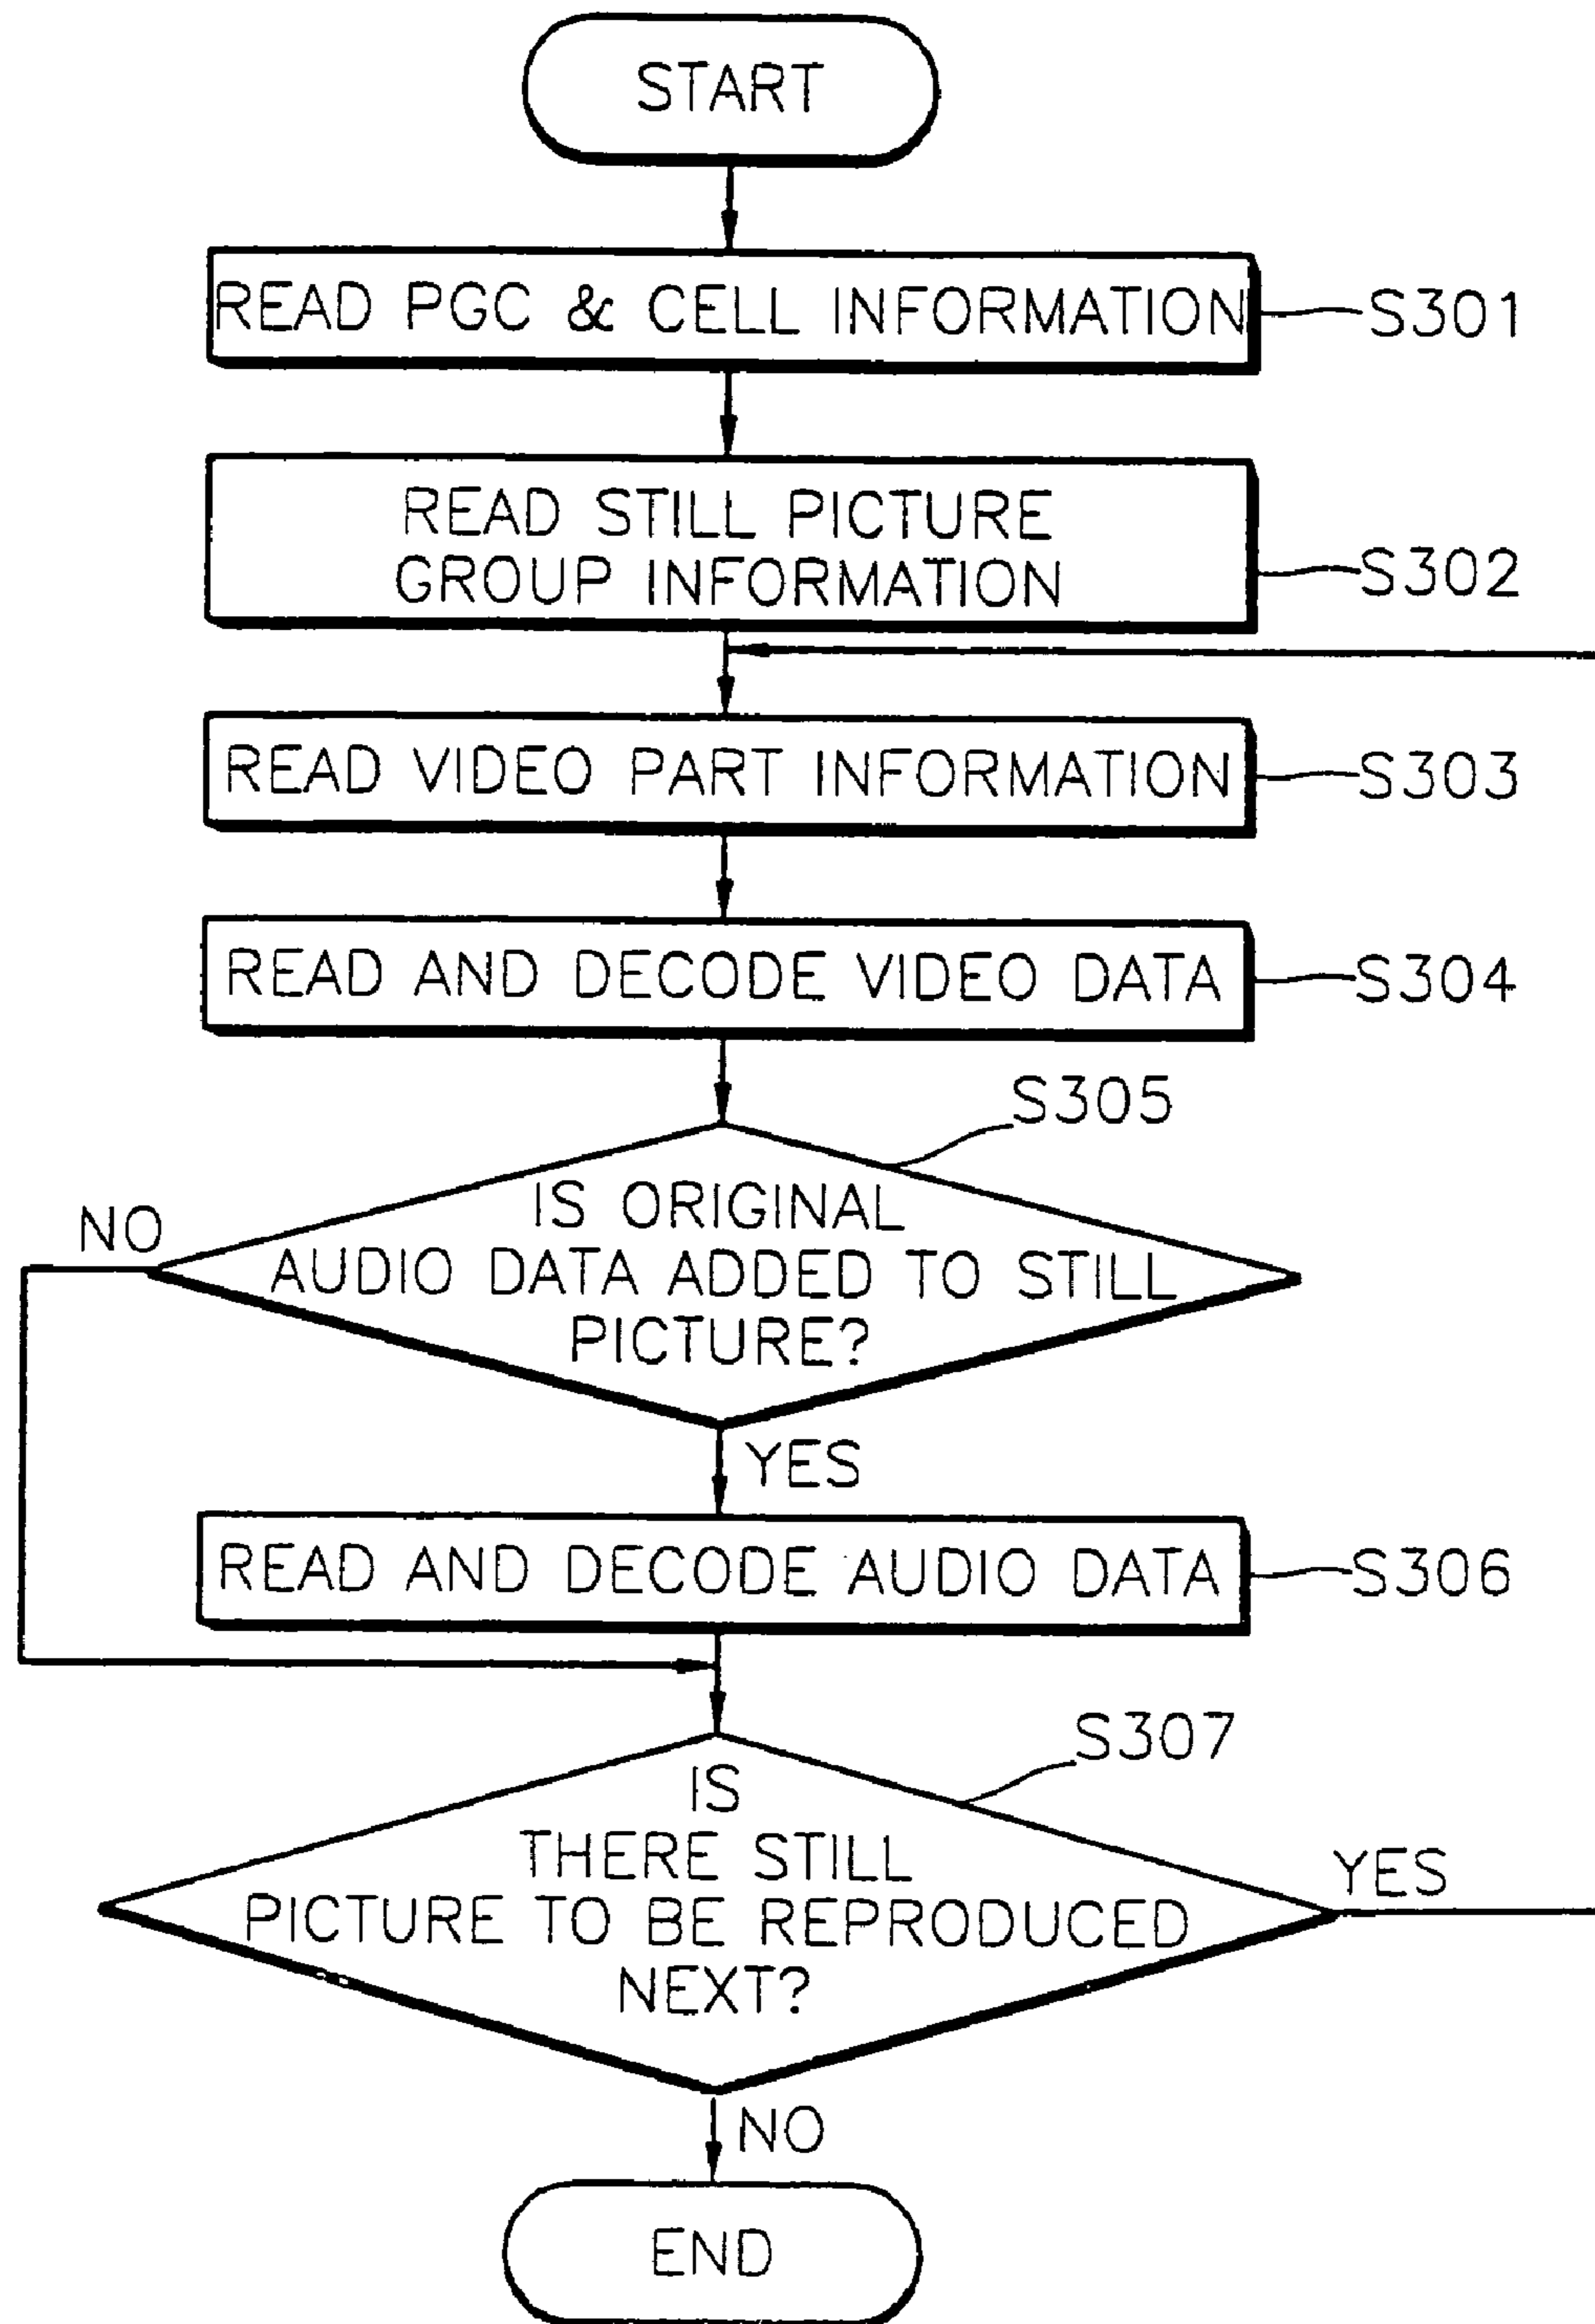 START
READ PGC & CELL INFORMATION
S301
READ STILL PICTURE
GROUP INFORMATION
S302
READ VIDEO PART INFORMATION
S303
READ AND DECODE VIDEO DATA
S304
S305
IS ORIGINAL
AUDIO DATA ADDED TO STILL
PICTURE?
NO
YES
READ AND DECODE AUDIO DATA
S306
S307
IS
THERE STILL
PICTURE TO BE REPRODUCED
NEXT?
YES
NO
END